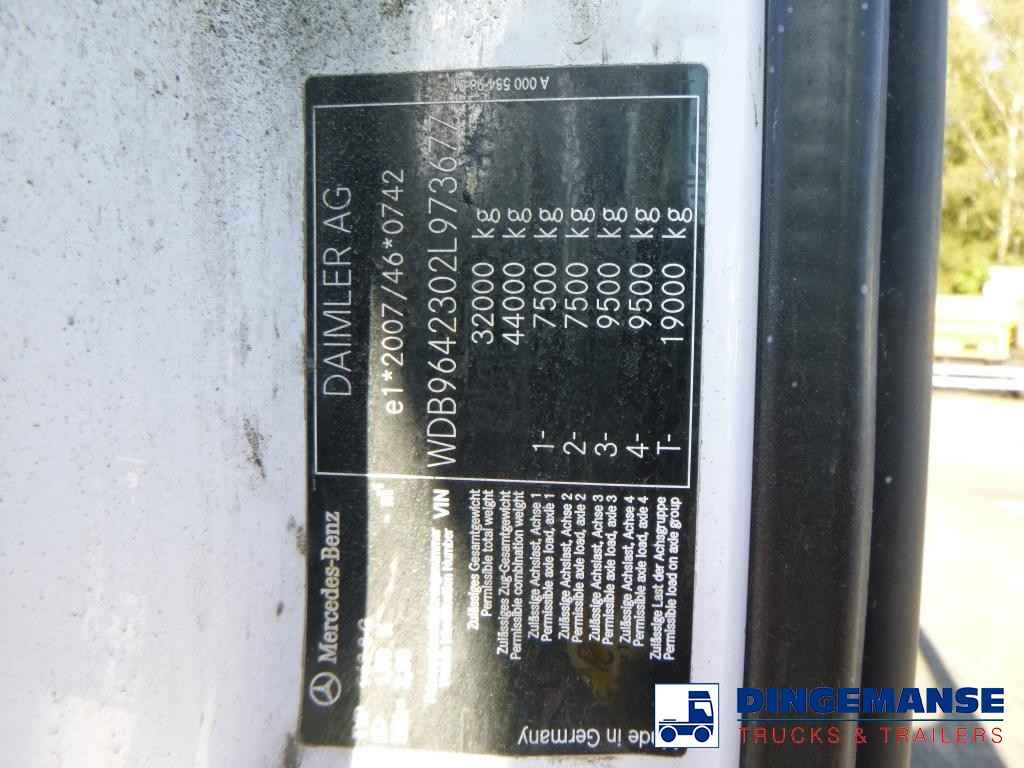 Mercedes-Benz
DAIMLER AG
e1*2007/46*0742
VIN WDB9642302L973677
Zulässiges Gesamtgewicht
Permissible total weight
32000 kg
Zulässiges Zug-Gesamtgewicht
Permissible combination weight
44000 kg
Zulässige Achslast, Achse 1
Permissible axle load, axle 1
1- 7500 kg
Zulässige Achslast, Achse 2
Permissible axle load, axle 2
2- 7500 kg
Zulässige Achslast, Achse 3
Permissible axle load, axle 3
3- 9500 kg
Zulässige Achslast, Achse 4
Permissible axle load, axle 4
4- 9500 kg
Zulässige Last der Achsgruppe
Permissible load on axle group
T- 19000 kg
A 000 584
in Germany
DINGEMANSE
TRUCKS & TRAILERS